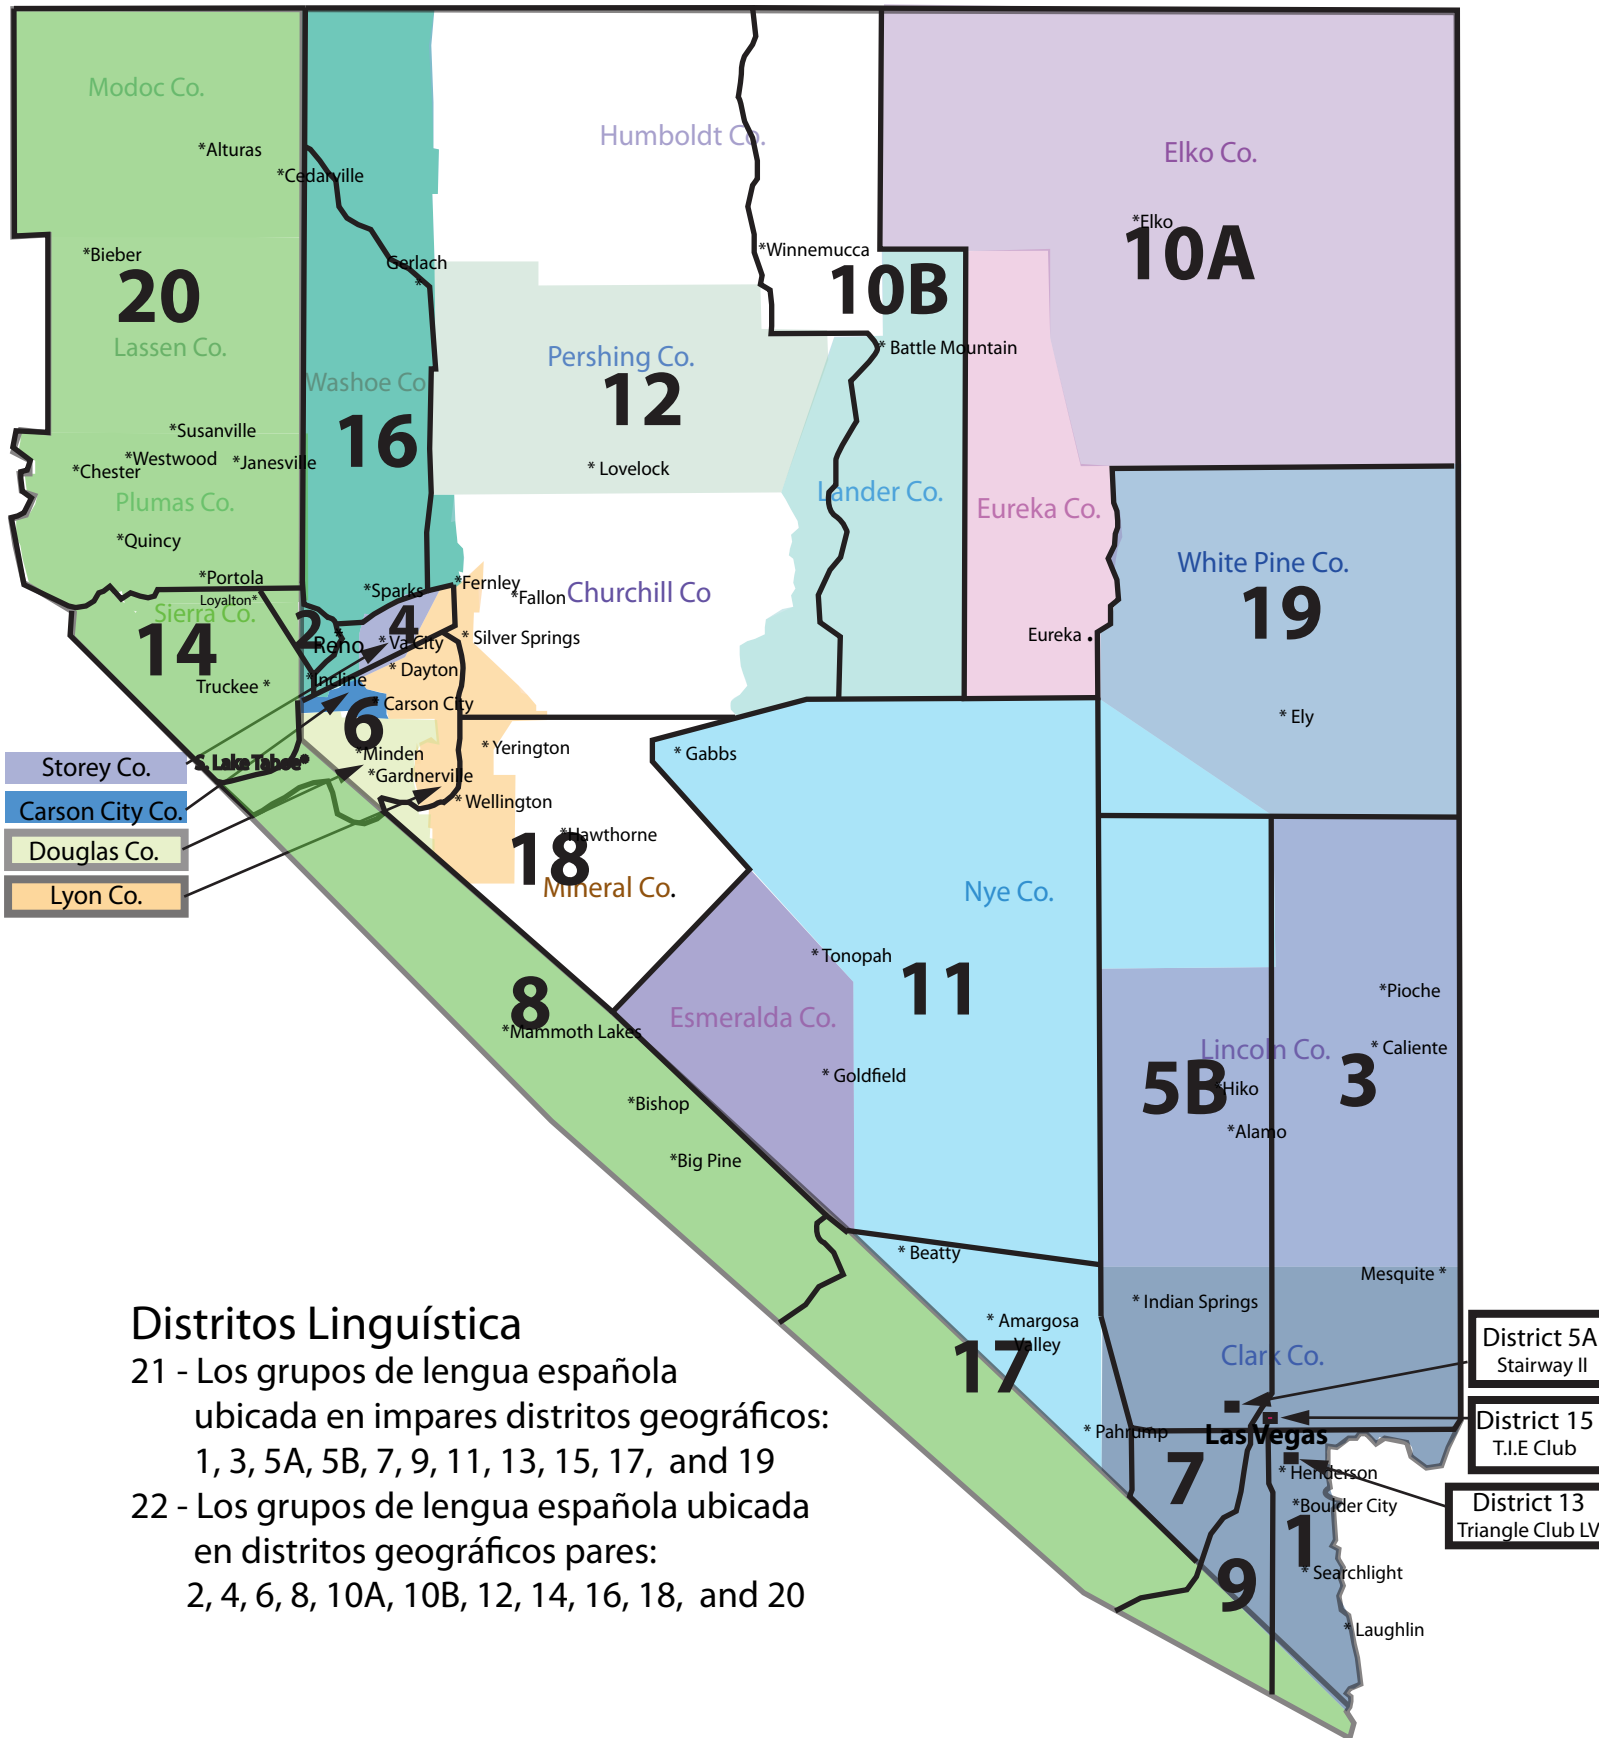 Modoc Co.
*Alturas
*Cedarville
Humboldt Co.
Elko Co.
*Elko
10A
*Bieber
20
Lassen Co.
Gerlach
*
*Winnemucca
10B
* Battle Mountain
Washoe Co
16
Pershing Co.
12
* Lovelock
*Susanville
*Westwood
*Janesville
*Chester
Plumas Co.
*Quincy
*Portola
Loyalton*
Sierra Co.
14
Truckee *
Lander Co.
Eureka Co.
Eureka .
White Pine Co.
19
* Ely
*Sparks
*Fernley
*Fallon
Churchill Co
2
*
Reno
4
* Va City
* Silver Springs
* Dayton
*Incline
* Carson City
6
*Minden
*Gardnerville
S. Lake Tahoe*
* Yerington
* Wellington
Storey Co.
Carson City Co.
Douglas Co.
Lyon Co.
*Hawthorne
18
Mineral Co.
* Gabbs
Nye Co.
* Tonopah
11
Esmeralda Co.
* Goldfield
8
*Mammoth Lakes
*Bishop
*Big Pine
*Pioche
Lincoln Co.
* Caliente
5B
*Hiko
3
*Alamo
* Beatty
Mesquite *
* Indian Springs
* Amargosa
Valley
17
Clark Co.
* Pahrump
Las Vegas
7
* Henderson
*Boulder City
1
* Searchlight
9
* Laughlin
District 5A
Stairway II
District 15
T.I.E Club
District 13
Triangle Club LV
Distritos Linguística
21 - Los grupos de lengua española
ubicada en impares distritos geográficos:
1, 3, 5A, 5B, 7, 9, 11, 13, 15, 17, and 19
22 - Los grupos de lengua española ubicada
en distritos geográficos pares:
2, 4, 6, 8, 10A, 10B, 12, 14, 16, 18, and 20